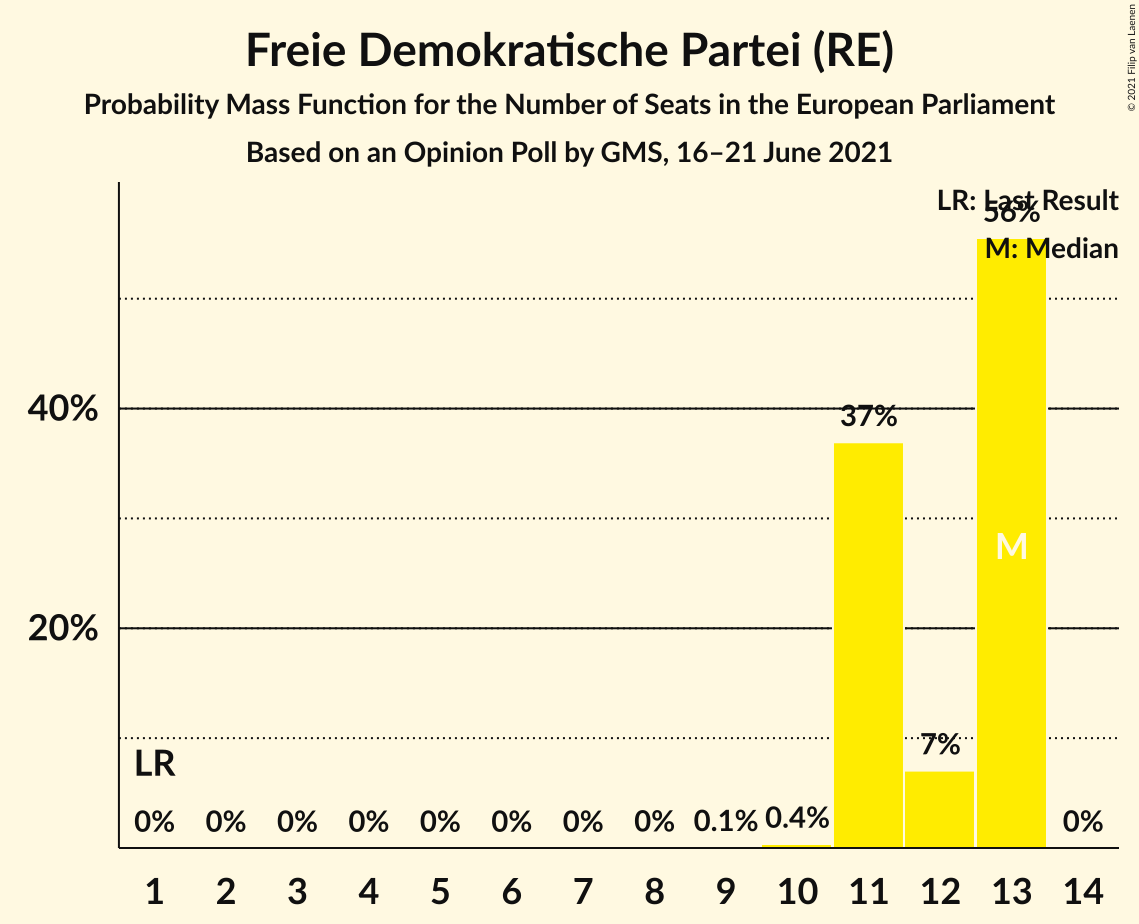 Freie Demokratische Partei (RE)
Probability Mass Function for the Number of Seats in the European Parliament
Based on an Opinion Poll by GMS, 16–21 June 2021
© 2021 Filip van Laenen
LR: Last Result
56%
M: Median
40%
37%
M
20%
7%
LR
0% 0% 0% 0% 0% 0% 0% 0% 0.1% 0.4% 0%
1 2 3 4 5 6 7 8 9 10 11 12 13 14